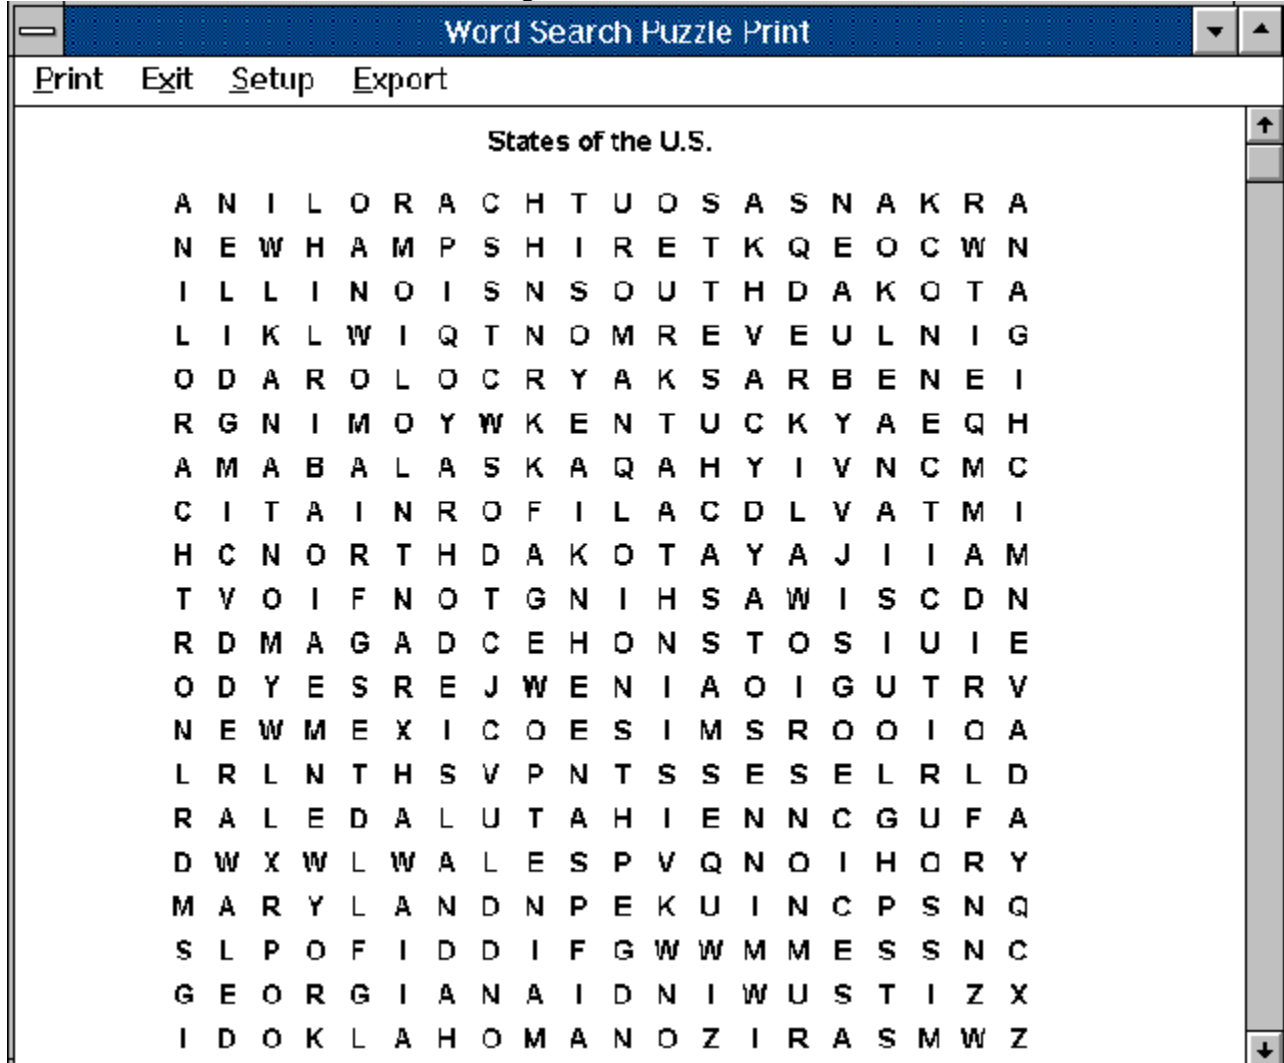 Word Search Puzzle Print
Print Exit Setup Export
States of the U.S.
A N I L O R A C H T U O S A S N A K R A
N E W H A M P S H I R E T K Q E O C W N
I L L I N O I S N S O U T H D A K O T A
L I K L W I Q T N O M R E V E U L N I G
O D A R O L O C R Y A K S A R B E N E I
R G N I M O Y W K E N T U C K Y A E Q H
A M A B A L A S K A Q A H Y I V N C M C
C I T A I N R O F I L A C D L V A T M I
H C N O R T H D A K O T A Y A J I I A M
T V O I F N O T G N I H S A W I S C D N
R D M A G A D C E H O N S T O S I U I E
O D Y E S R E J W E N I A O I G U T R V
N E W M E X I C O E S I M S R O O I O A
L R L N T H S V P N T S S E S E L R L D
R A L E D A L U T A H I E N N C G U F A
D W X W L W A L E S P V Q N O I H O R Y
M A R Y L A N D N P E K U I N C P S N Q
S L P O F I D D I F G W W M M E S S N C
G E O R G I A N A I D N I W U S T I Z X
I D O K L A H O M A N O Z I R A S M W Z